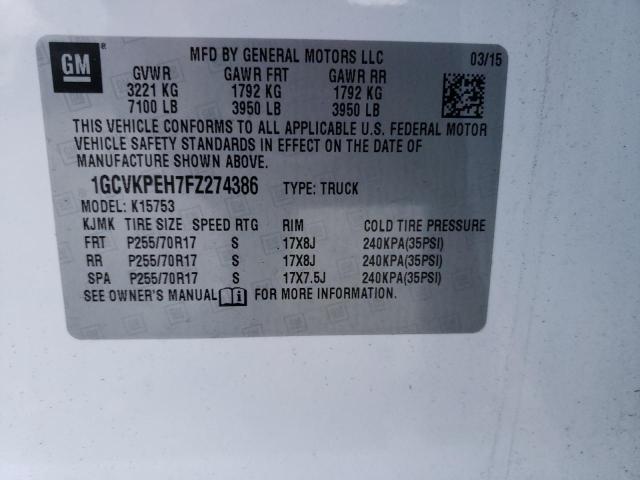 GM ®
MFD BY GENERAL MOTORS LLC 03/15
GVWR GAWR FRT GAWR RR
3221 KG 1792 KG 1792 KG
7100 LB 3950 LB 3950 LB
THIS VEHICLE CONFORMS TO ALL APPLICABLE U.S. FEDERAL MOTOR
VEHICLE SAFETY STANDARDS IN EFFECT ON THE DATE OF
MANUFACTURE SHOWN ABOVE.
1GCVKPEH7FZ274386 TYPE: TRUCK
MODEL: K15753
KJMK TIRE SIZE SPEED RTG RIM COLD TIRE PRESSURE
FRT P255/70R17 S 17X8J 240KPA(35PSI)
RR P255/70R17 S 17X8J 240KPA(35PSI)
SPA P255/70R17 S 17X7.5J 240KPA(35PSI)
SEE OWNER'S MANUAL FOR MORE INFORMATION.